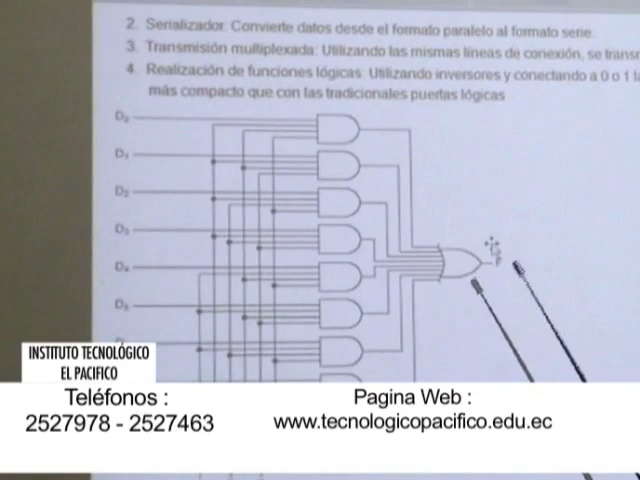 2. Serializador: Convierte datos desde el formato paralelo al formato serie.
3. Transmisión multiplexada: Utilizando las mismas líneas de conexión, se
4. Realización de funciones lógicas: Utilizando inversores y conectando a 0 o 1
más compacto que con las tradicionales puertas lógicas
D₀
D₁
D₂
D₃
D₄
D₅
INSTITUTO TECNOLÓGICO
EL PACIFICO
Teléfonos :
2527978 - 2527463
Pagina Web :
www.tecnologicopacifico.edu.ec